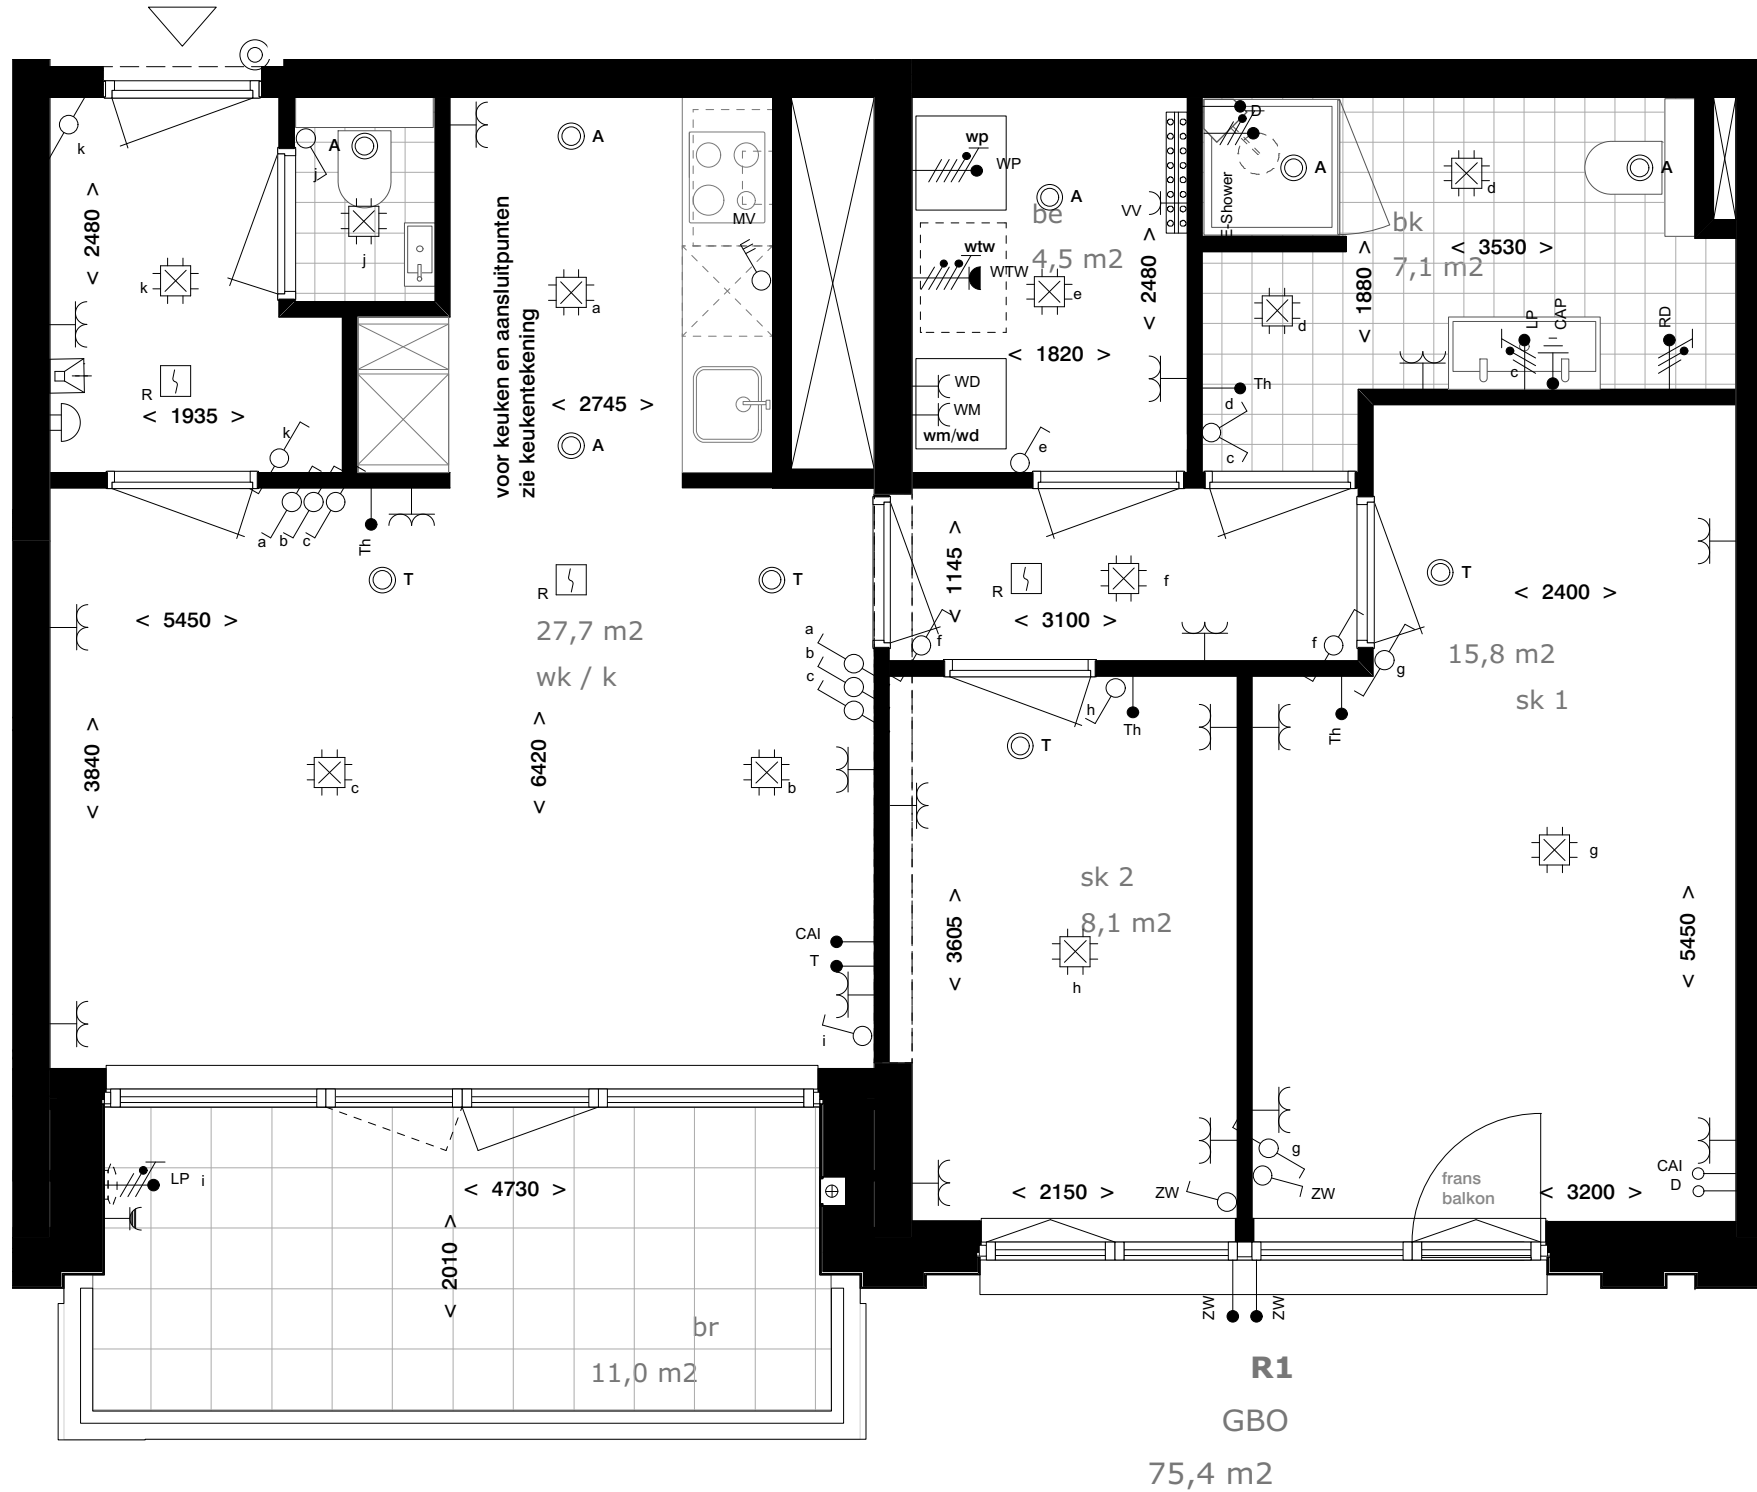 k
A
j
A
wp
WP
A
D
E-Shower
A
d
A
< 2480 >
voor keuken en aansluitpunten
zie keukentekening
MV
wtw
WTW
be
4,5 m2
VV
< 2480 >
bk
7,1 m2
< 3530 >
< 1880 >
k
j
a
e
d
R
< 1935 >
< 2745 >
< 1820 >
WD
WM
wm/wd
LP
CAP
RD
c
Th
d
c
k
A
e
a
b
c
Th
T
R
T
< 1145 >
R
f
T
< 2400 >
< 5450 >
27,7 m2
wk / k
a
b
c
f
< 3100 >
f
g
15,8 m2
sk 1
h
Th
T
Th
< 3840 >
c
< 6420 >
b
g
sk 2
8,1 m2
< 3605 >
h
< 5450 >
CAI
T
i
g
LP
i
< 4730 >
< 2150 >
ZW
ZW
frans
balkon
< 3200 >
CAI
D
< 2010 >
ZW
ZW
br
11,0 m2
R1
GBO
75,4 m2